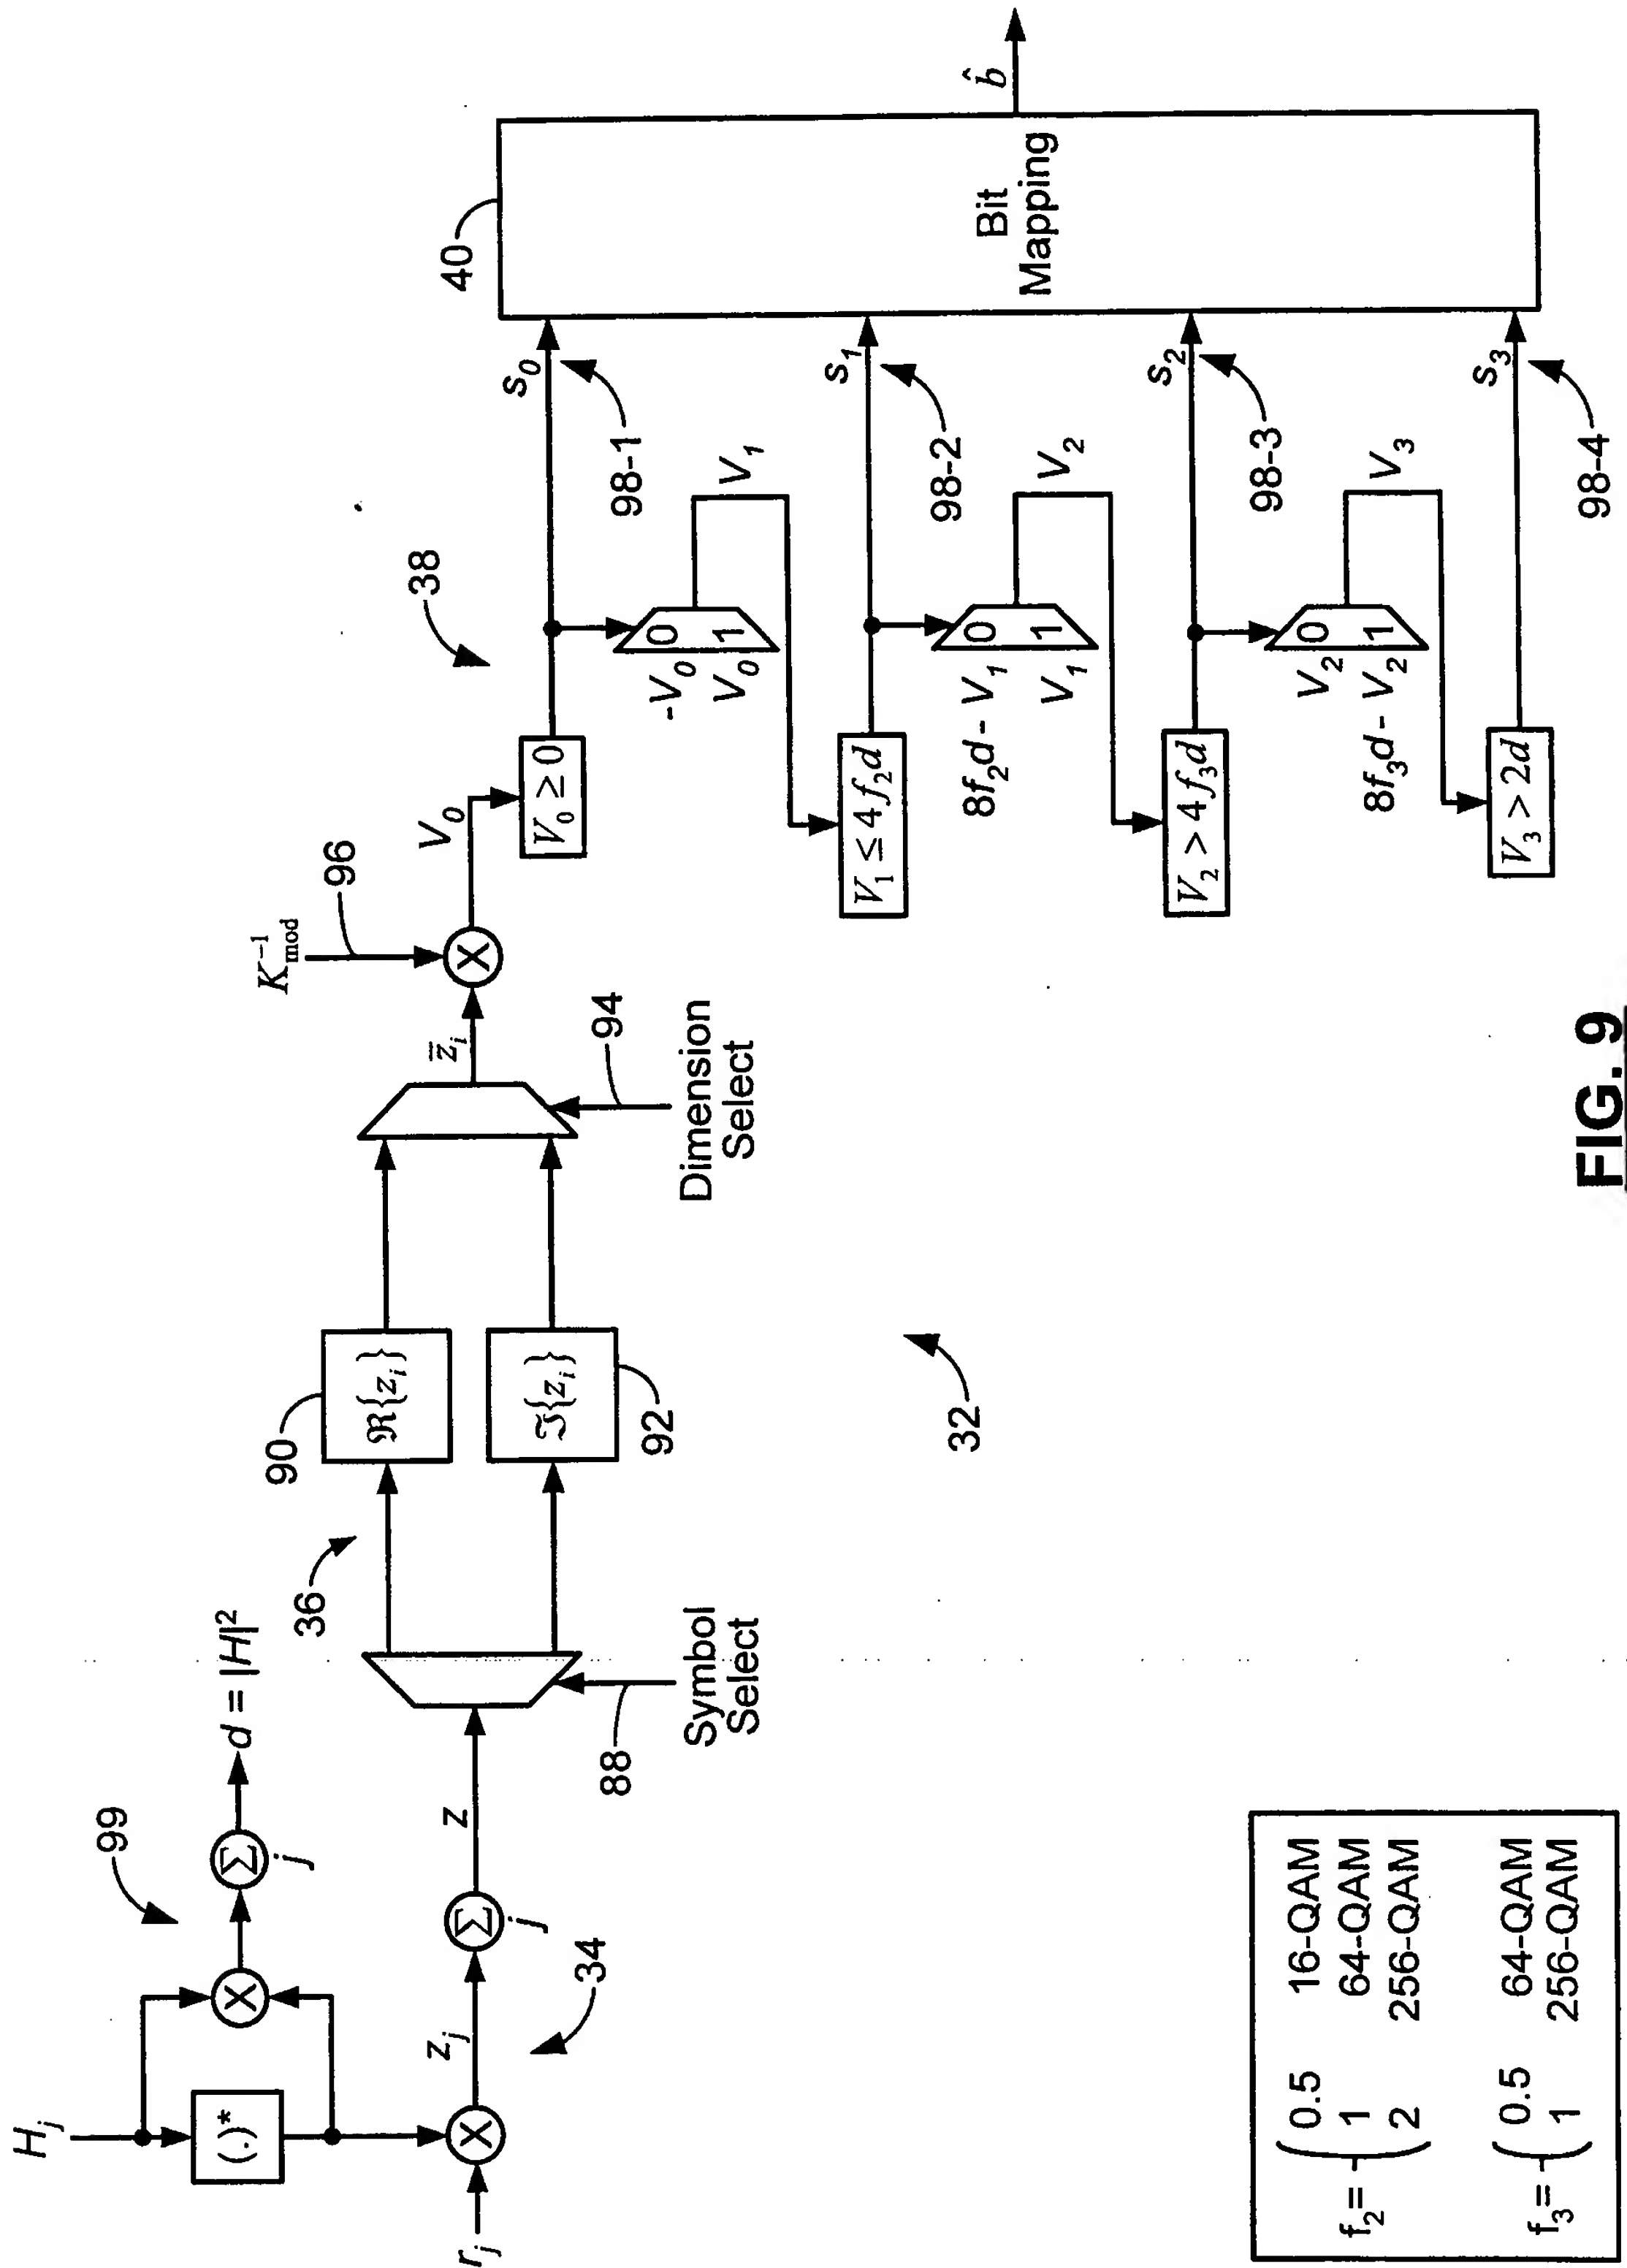 H_j
(.)*
r_j
z_j
34
99
Σ
j
d = |H|²
Σ
j
z
36
88
Symbol
Select
90
ℜ{z_i}
ℑ{z_i}
92
32
94
Dimension
Select
z̿_i
K_mod^{-1}
96
V_0
38
V_0 ≥ 0
-V_0
0
V_0
1
V_1
98-1
s_0
V_1 ≤ 4f_2d
8f_2d - V_1
0
V_1
1
V_2
98-2
s_1
V_2 > 4f_3d
V_2
0
8f_3d - V_2
1
V_3
98-3
s_2
V_3 > 2d
98-4
s_3
40
Bit
Mapping
b̂
f_2 = { 0.5 16-QAM
1 64-QAM
2 256-QAM
f_3 = { 0.5 64-QAM
1 256-QAM
FIG. 9